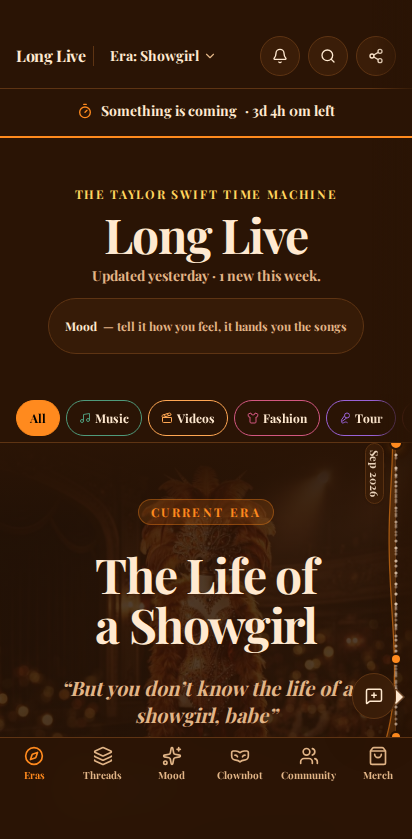 Long Live
Era: Showgirl
Something is coming · 3d 4h 0m left
THE TAYLOR SWIFT TIME MACHINE
Long Live
Updated yesterday · 1 new this week.
Mood — tell it how you feel, it hands you the songs
All
Music
Videos
Fashion
Tour
Sep 2026
CURRENT ERA
The Life of
a Showgirl
“But you don’t know the life of a
showgirl, babe”
Eras
Threads
Mood
Clownbot
Community
Merch